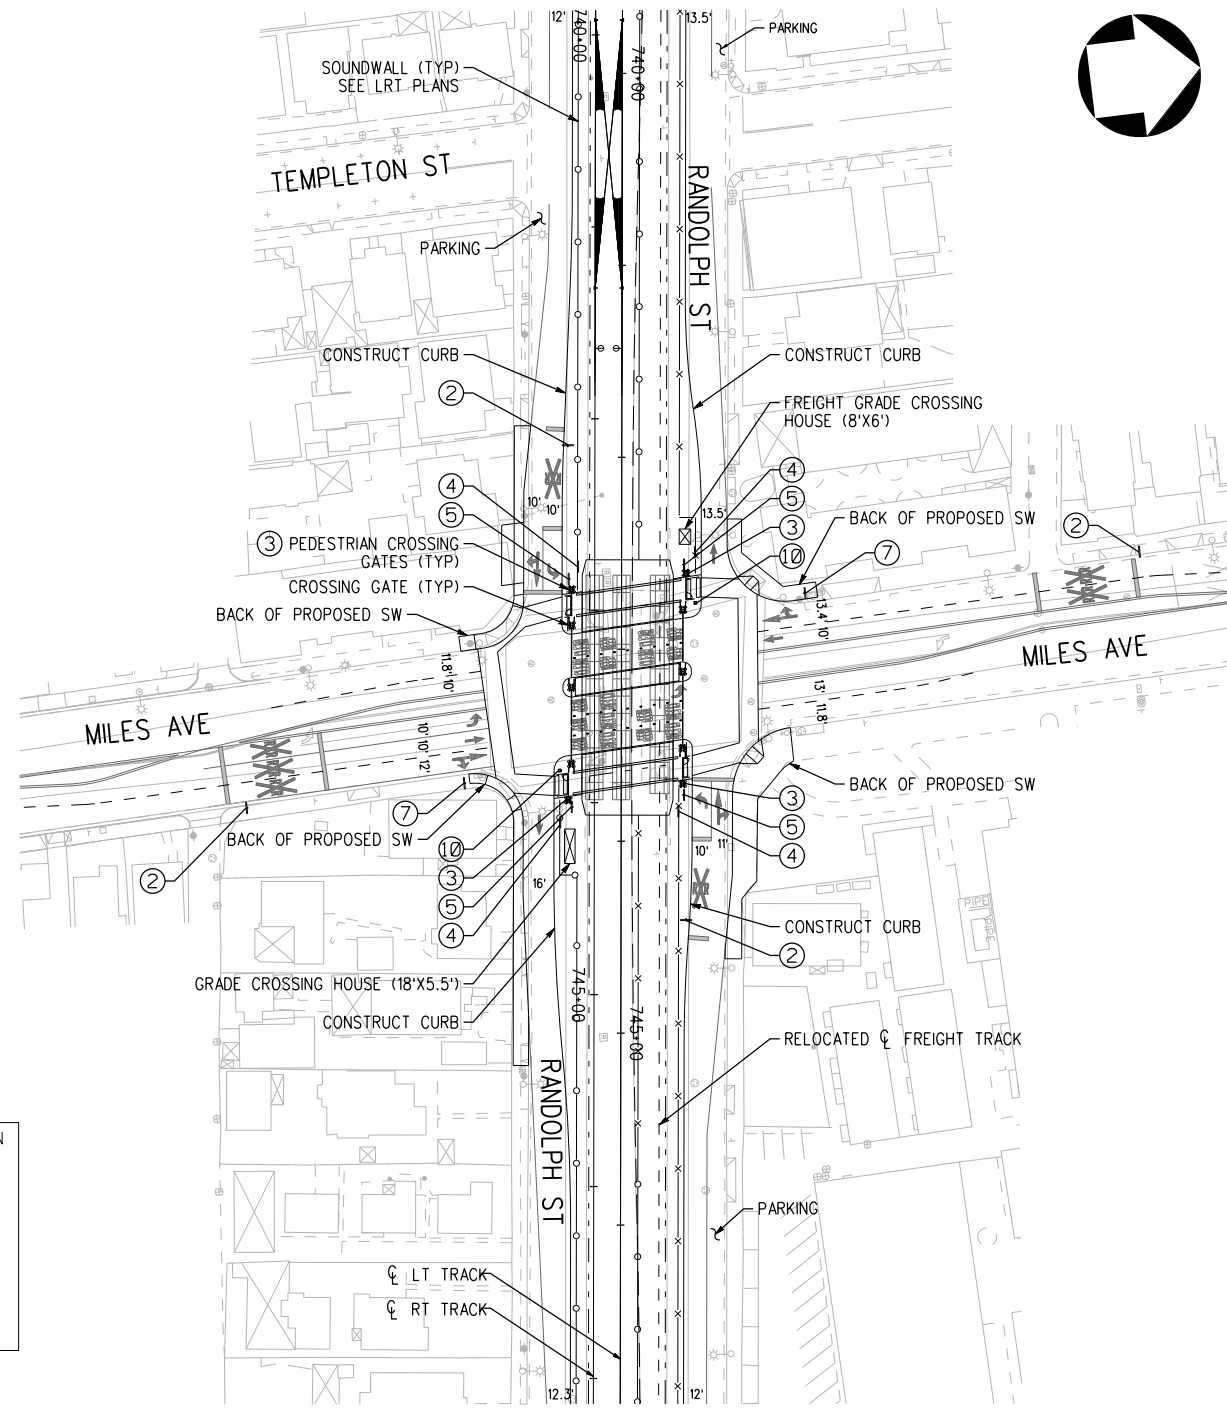 12'
740+00
740+00
13.5'
PARKING
SOUNDWALL (TYP)
SEE LRT PLANS
TEMPLETON ST
RANDOLPH ST
PARKING
CONSTRUCT CURB
CONSTRUCT CURB
2
FREIGHT GRADE CROSSING
HOUSE (8'X6')
4
4
5
5
10'
10'
13.5'
3
BACK OF PROPOSED SW
2
3 PEDESTRIAN CROSSING
GATES (TYP)
10
7
CROSSING GATE (TYP)
BACK OF PROPOSED SW
13.4'
10'
MILES AVE
11.8'
10'
13'
11.8'
MILES AVE
10'
10'
12'
BACK OF PROPOSED SW
3
7
5
BACK OF PROPOSED SW
10
10'
11'
4
2
3
16'
RXR
5
PIPE
PIPE
4
CONSTRUCT CURB
2
GRADE CROSSING HOUSE (18'X5.5')
745+00
745+00
CONSTRUCT CURB
RELOCATED CL FREIGHT TRACK
RANDOLPH ST
N
PARKING
CL LT TRACK
CL RT TRACK
12.3'
12'